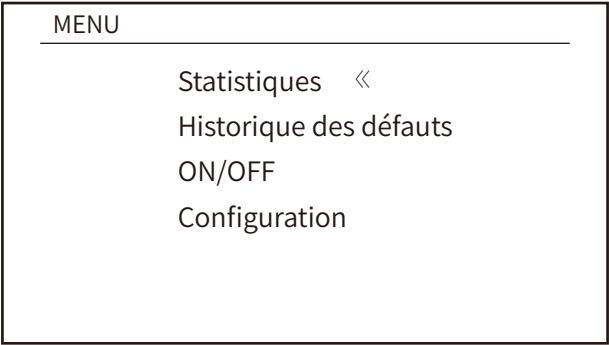 MENU
Statistiques 《
Historique des défauts
ON/OFF
Configuration